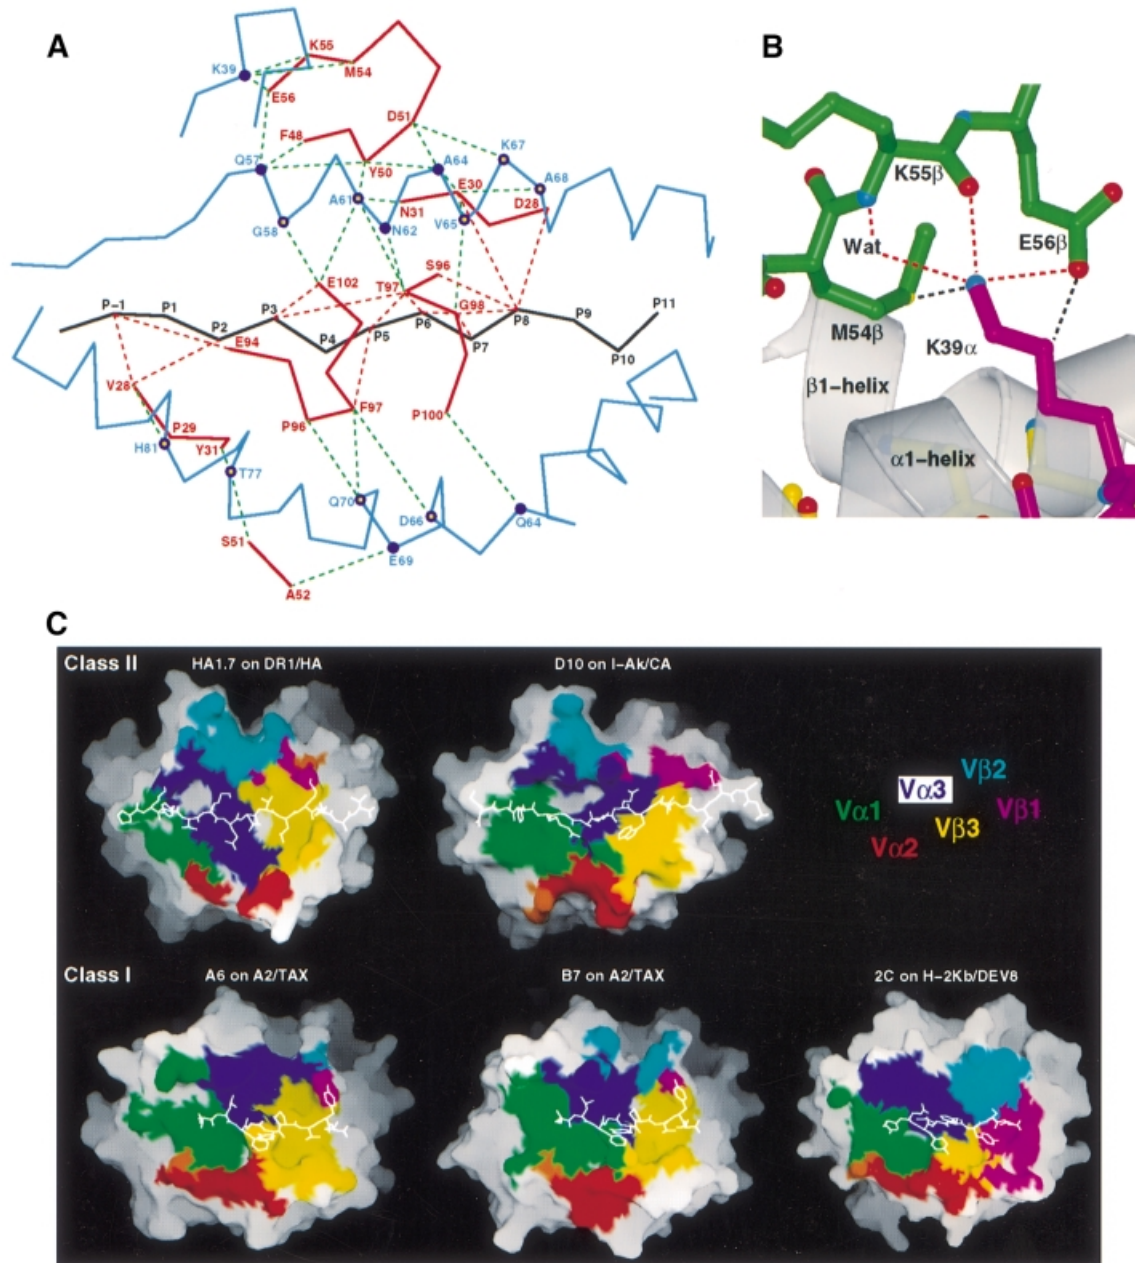 A
K55
K39
M54
E56
D51
F48
K67
Q57
A64
Y50
E30
A68
A61
N31
D28
G58
N62
V65
S96
E102
T97
G98
P-1
P1
P3
P6
P8
P11
P2
P5
P9
P4
P7
P10
E94
V28
F97
P96
P100
P29
H81
Y31
T77
Q70
D66
Q64
S51
E69
A52
B
K55β
Wat
E56β
M54β
K39α
β1-helix
α1-helix
C
Class II
HA1.7 on DR1/HA
D10 on I-Ak/CA
Vβ2
Vα3
Vα1
Vβ1
Vβ3
Vα2
Class I
A6 on A2/TAX
B7 on A2/TAX
2C on H-2Kb/DEV8